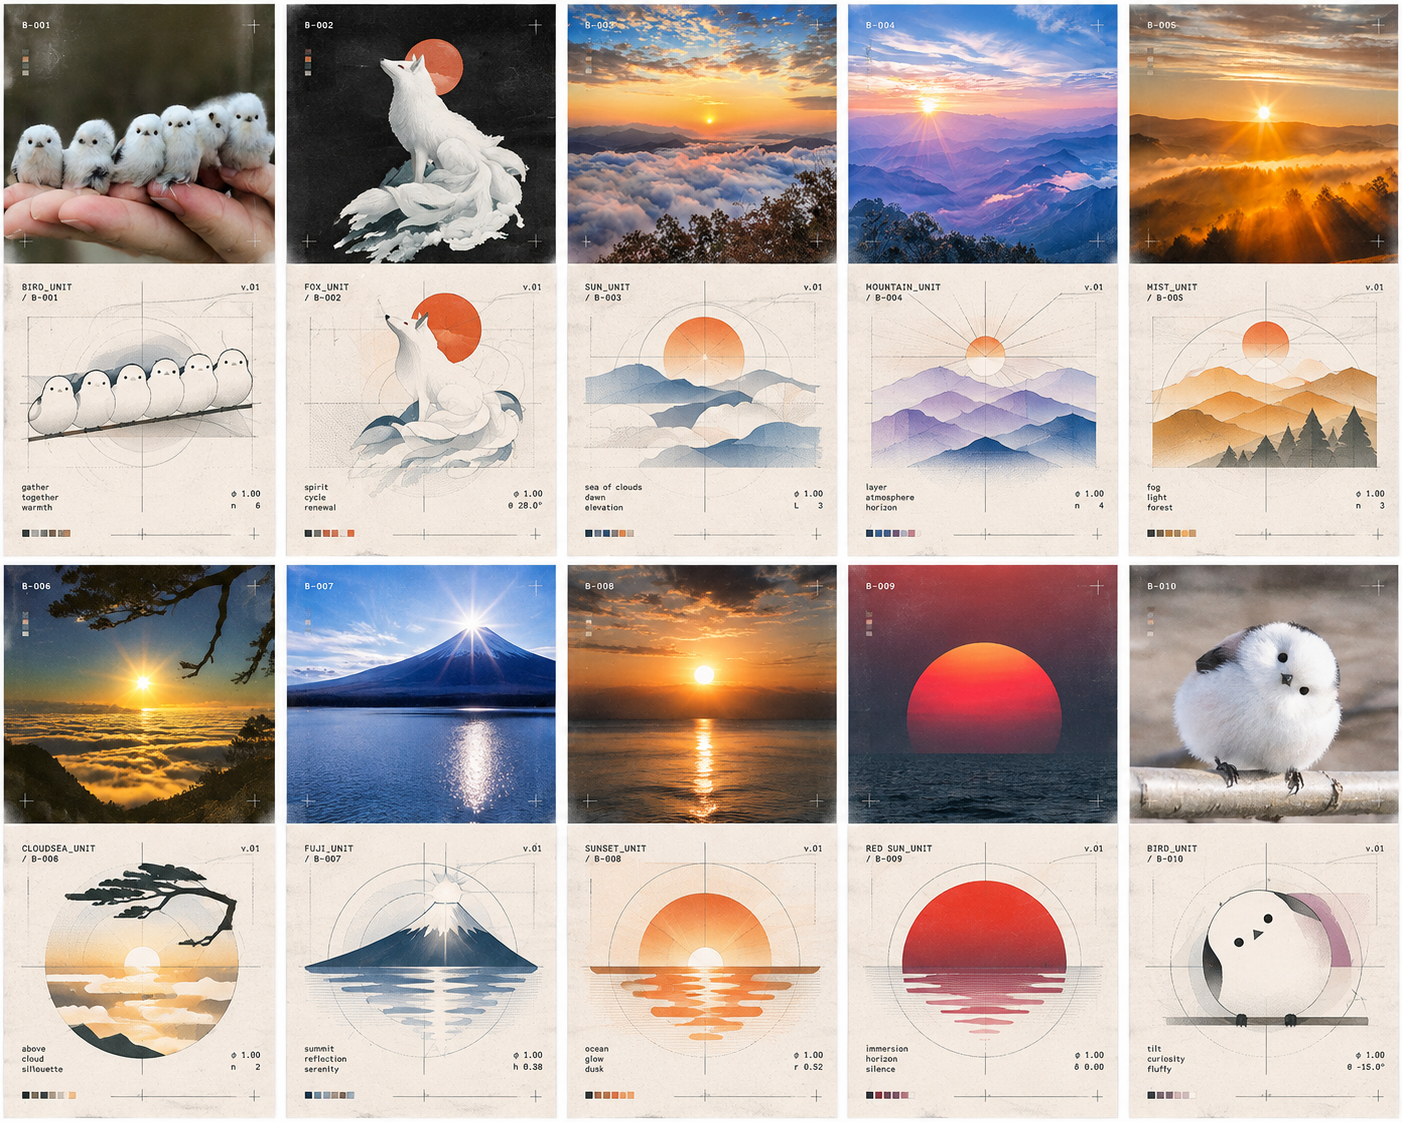 B-001
B-002
B-003
B-004
B-005
BIRD_UNIT v.01
/ B-001
gather
together
warmth
φ 1.00
n 6
FOX_UNIT v.01
/ B-002
spirit
cycle
renewal
φ 1.00
θ 28.0°
SUN_UNIT v.01
/ B-003
sea of clouds
dawn
elevation
φ 1.00
L 3
MOUNTAIN_UNIT v.01
/ B-004
layer
atmosphere
horizon
φ 1.00
n 4
MIST_UNIT v.01
/ B-005
fog
light
forest
φ 1.00
n 3
B-006
B-007
B-008
B-009
B-010
CLOUDSEA_UNIT v.01
/ B-006
above
cloud
silhouette
φ 1.00
n 2
FUJI_UNIT v.01
/ B-007
summit
reflection
serenity
φ 1.00
h 0.38
SUNSET_UNIT v.01
/ B-008
ocean
glow
dusk
φ 1.00
r 0.52
RED SUN_UNIT v.01
/ B-009
immersion
horizon
silence
φ 1.00
δ 0.00
BIRD_UNIT v.01
/ B-010
tilt
curiosity
fluffy
φ 1.00
θ -15.0°